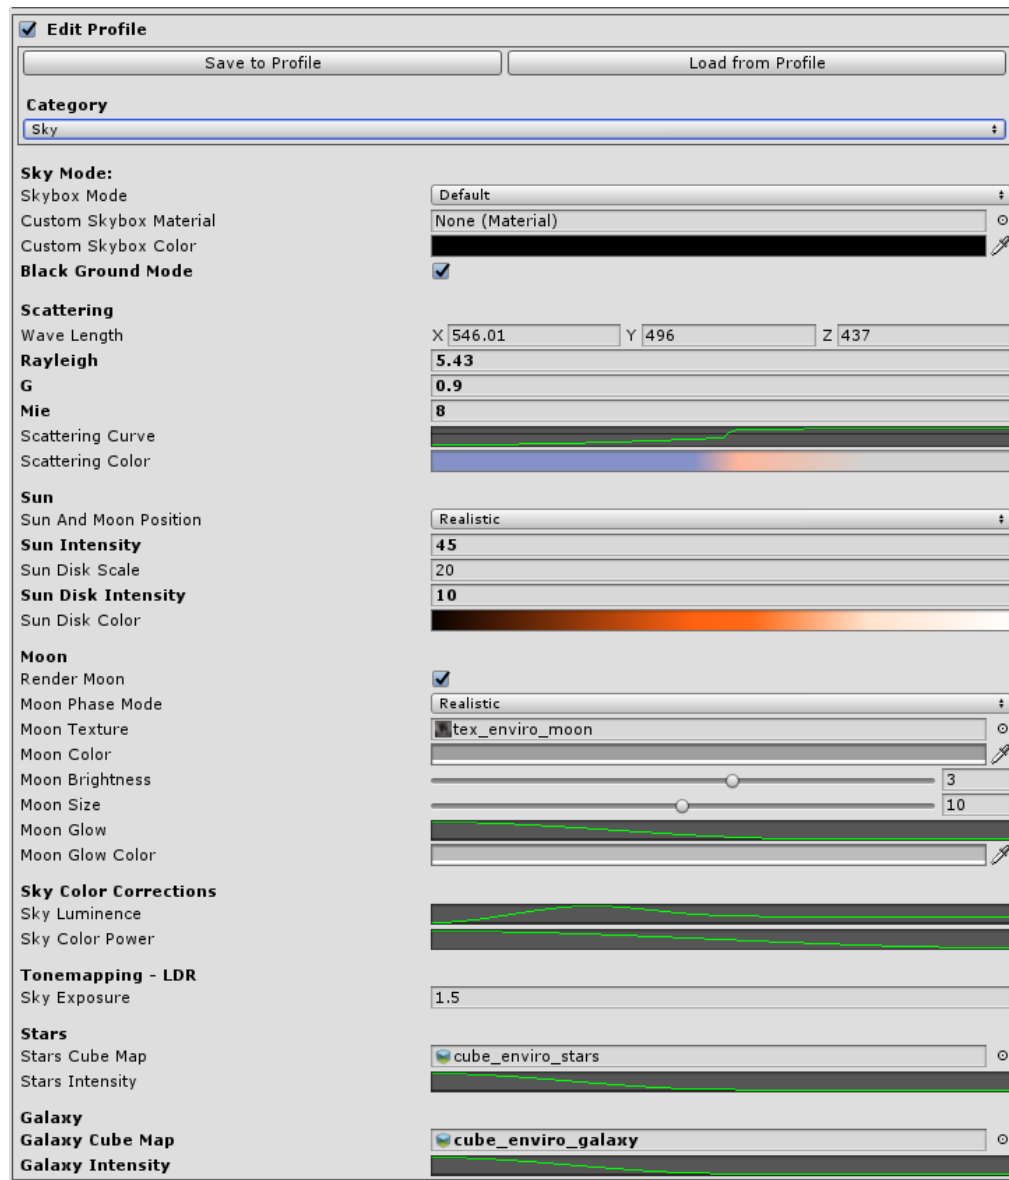 Edit Profile
Save to Profile Load from Profile
Category
Sky
Sky Mode:
Skybox Mode Default
Custom Skybox Material None (Material)
Custom Skybox Color
Black Ground Mode
Scattering
Wave Length X 546.01 Y 496 Z 437
Rayleigh 5.43
G 0.9
Mie 8
Scattering Curve
Scattering Color
Sun
Sun And Moon Position Realistic
Sun Intensity 45
Sun Disk Scale 20
Sun Disk Intensity 10
Sun Disk Color
Moon
Render Moon
Moon Phase Mode Realistic
Moon Texture tex_enviro_moon
Moon Color
Moon Brightness 3
Moon Size 10
Moon Glow
Moon Glow Color
Sky Color Corrections
Sky Luminence
Sky Color Power
Tonemapping - LDR
Sky Exposure 1.5
Stars
Stars Cube Map cube_enviro_stars
Stars Intensity
Galaxy
Galaxy Cube Map cube_enviro_galaxy
Galaxy Intensity